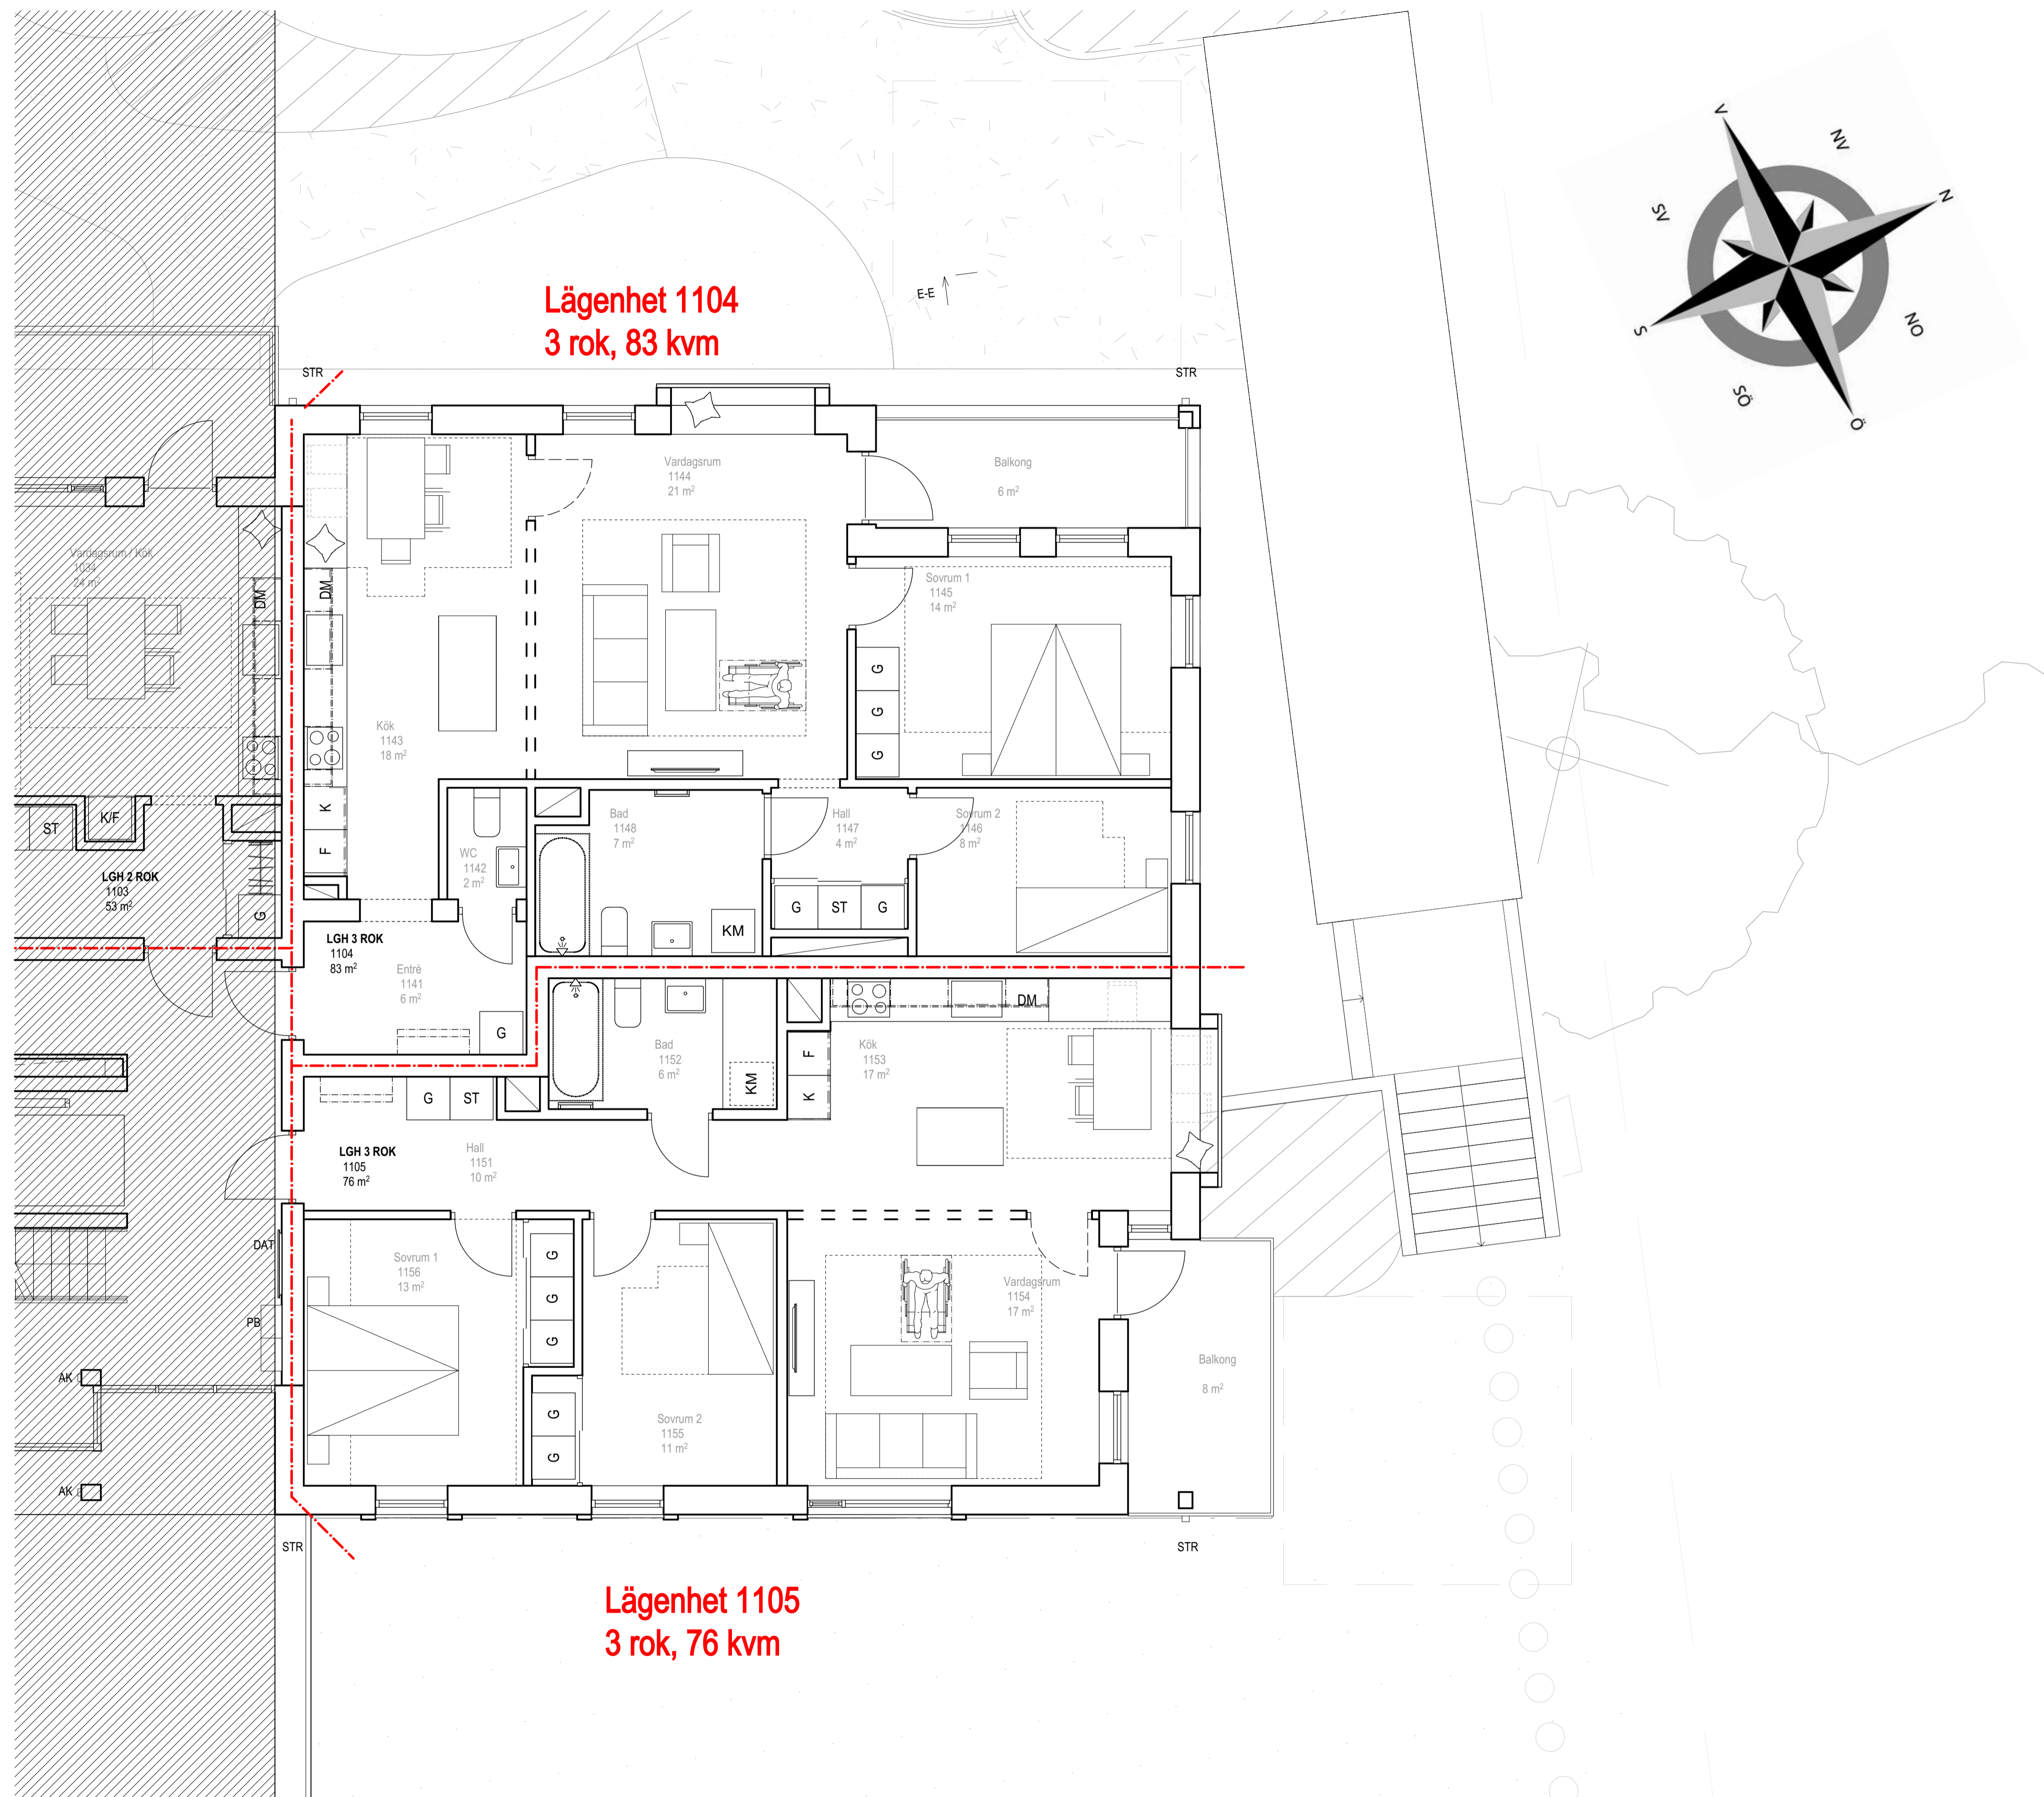 V
NV
N
SV
NO
S
SÖ
Ö
Lägenhet 1104
3 rok, 83 kvm
E-E
STR
STR
Vardagsrum
1144
21 m²
Balkong
6 m²
Vardagsrum / Kök
1034
24 m²
DM
DM
Sovrum 1
1145
14 m²
G
G
G
Kök
1143
18 m²
K
F
ST
K/F
LGH 2 ROK
1103
53 m²
G
WC
1142
2 m²
Bad
1148
7 m²
KM
Hall
1147
4 m²
G
ST
G
Sovrum 2
1146
8 m²
LGH 3 ROK
1104
83 m²
Entré
1141
6 m²
G
Bad
1152
6 m²
KM
DM
F
K
Kök
1153
17 m²
G
ST
LGH 3 ROK
1105
76 m²
Hall
1151
10 m²
DAT
PB
AK
AK
Sovrum 1
1156
13 m²
G
G
G
G
G
Sovrum 2
1155
11 m²
Vardagsrum
1154
17 m²
Balkong
8 m²
STR
STR
Lägenhet 1105
3 rok, 76 kvm